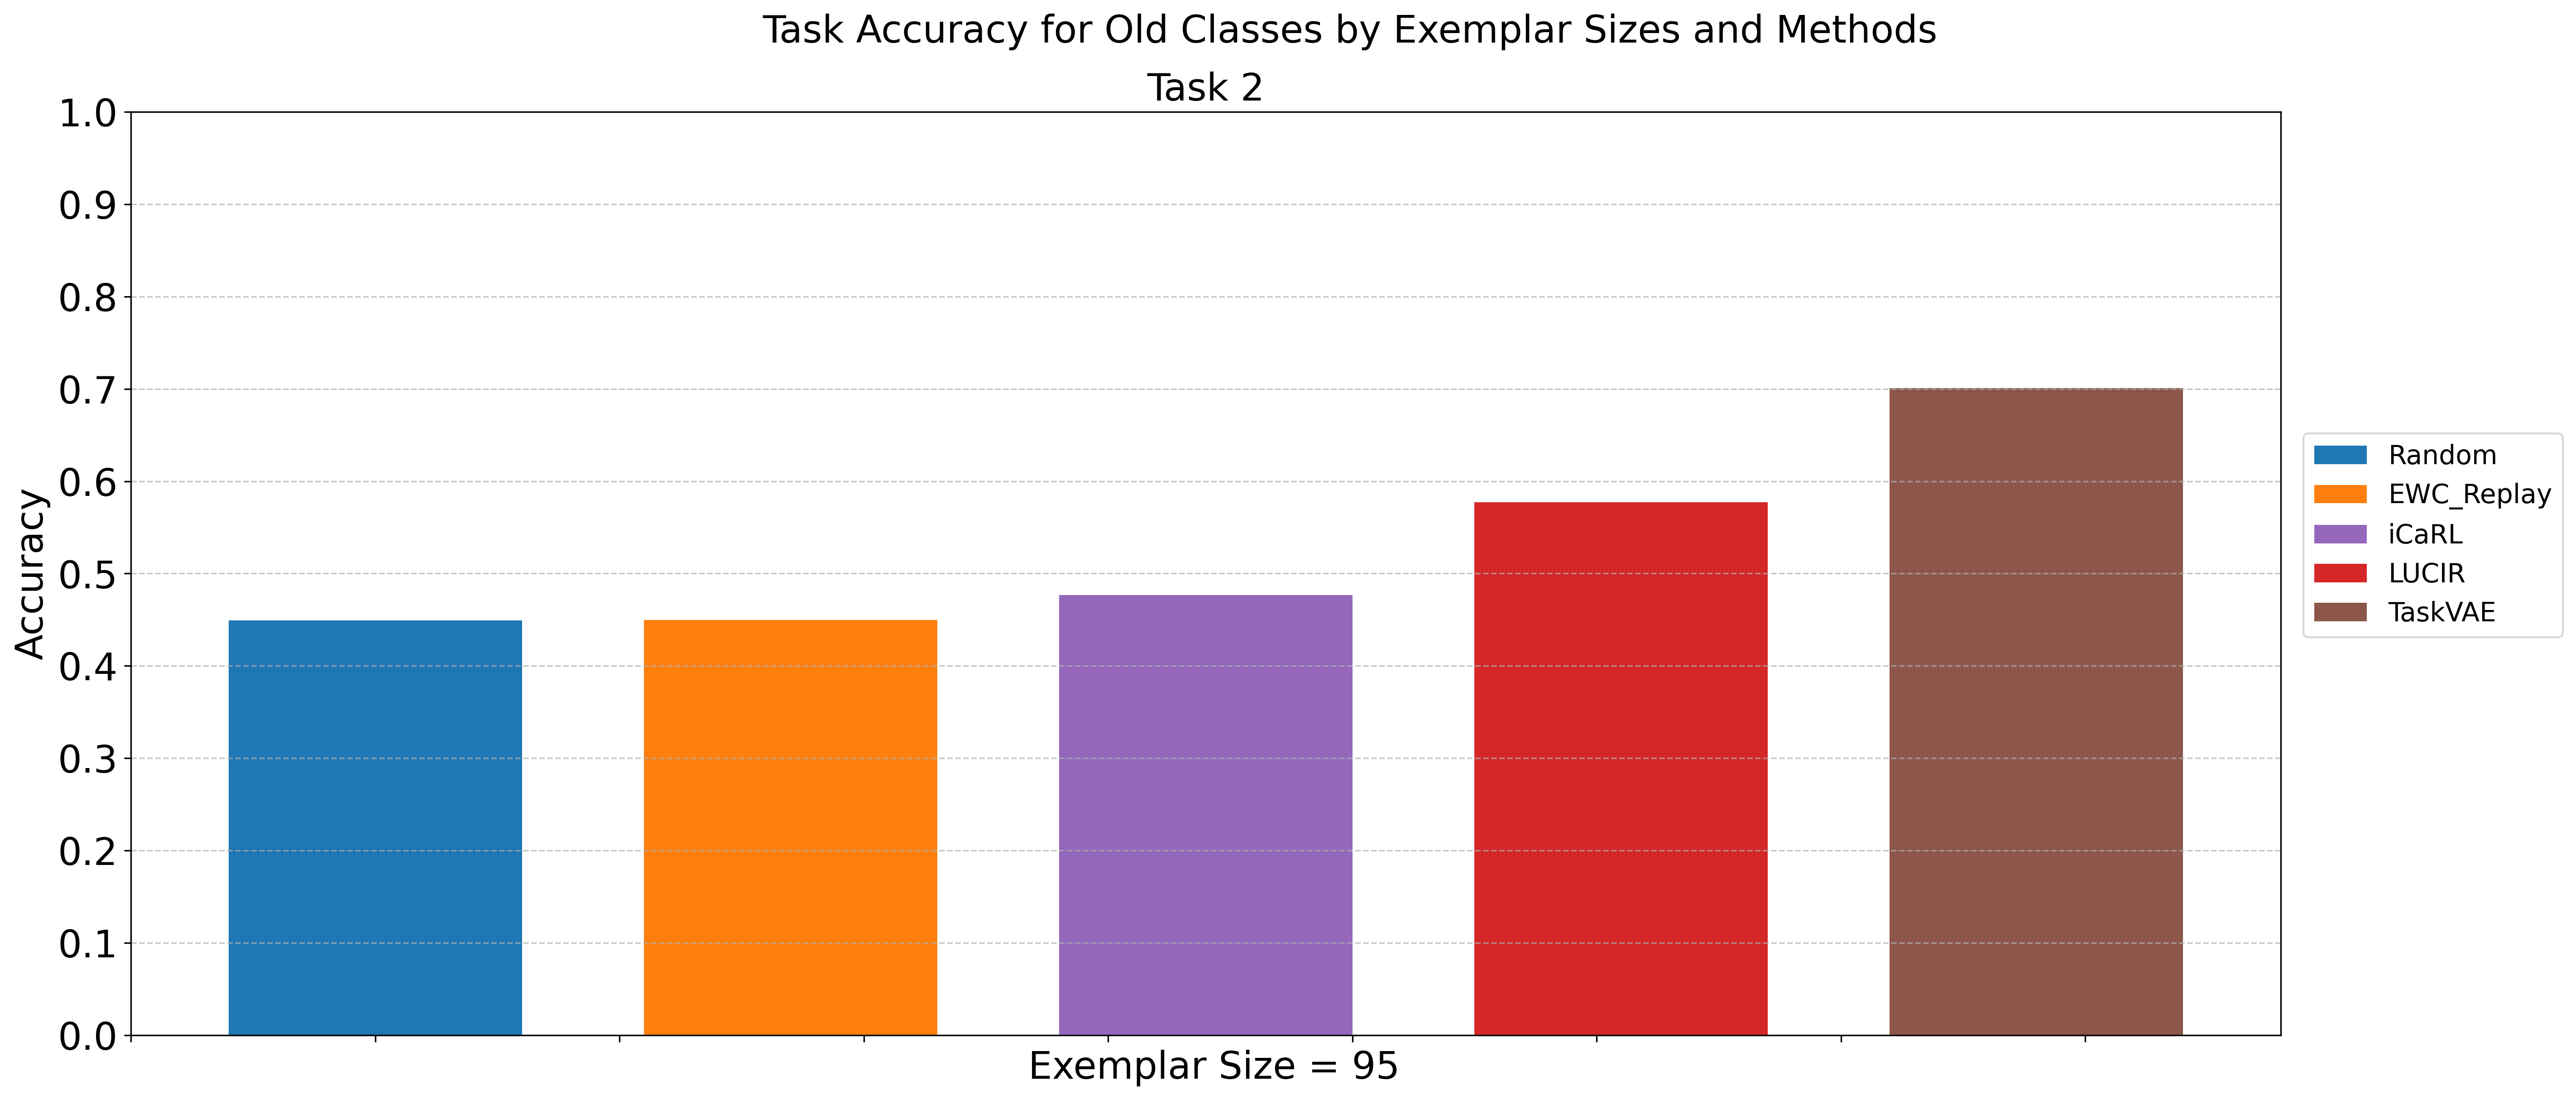 Task Accuracy for Old Classes by Exemplar Sizes and Methods
Task 2
1.0
0.9
0.8
0.7
0.6
0.5
0.4
0.3
0.2
0.1
0.0
Accuracy
Exemplar Size = 95
Random
EWC_Replay
iCaRL
LUCIR
TaskVAE